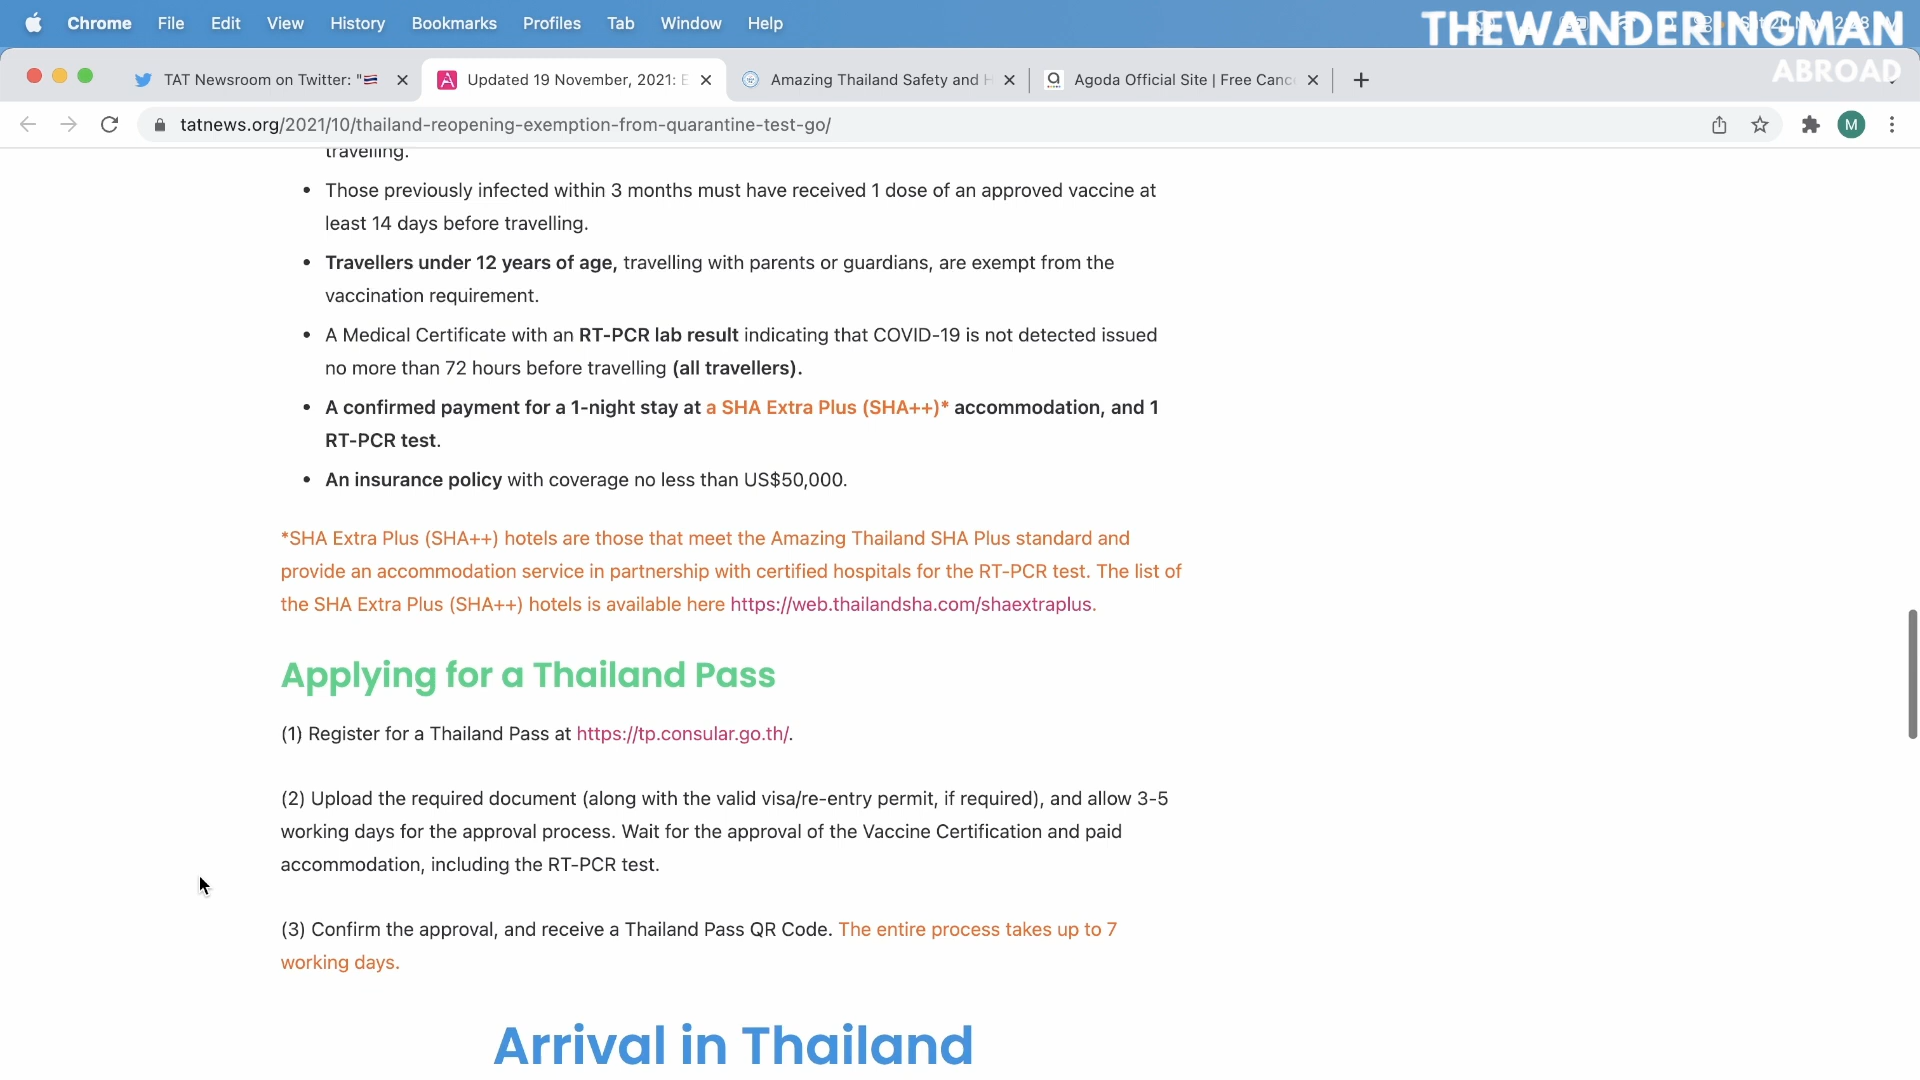 Chrome File Edit View History Bookmarks Profiles Tab Window Help
THEWANDERINGMAN
ABROAD
TAT Newsroom on Twitter: "
Updated 19 November, 2021: E
Amazing Thailand Safety and H
Agoda Official Site | Free Canc
tatnews.org/2021/10/thailand-reopening-exemption-from-quarantine-test-go/
M
travelling.
• Those previously infected within 3 months must have received 1 dose of an approved vaccine at
least 14 days before travelling.
• Travellers under 12 years of age, travelling with parents or guardians, are exempt from the
vaccination requirement.
• A Medical Certificate with an RT-PCR lab result indicating that COVID-19 is not detected issued
no more than 72 hours before travelling (all travellers).
• A confirmed payment for a 1-night stay at a SHA Extra Plus (SHA++)* accommodation, and 1
RT-PCR test.
• An insurance policy with coverage no less than US$50,000.
*SHA Extra Plus (SHA++) hotels are those that meet the Amazing Thailand SHA Plus standard and
provide an accommodation service in partnership with certified hospitals for the RT-PCR test. The list of
the SHA Extra Plus (SHA++) hotels is available here https://web.thailandsha.com/shaextraplus.
Applying for a Thailand Pass
(1) Register for a Thailand Pass at https://tp.consular.go.th/.
(2) Upload the required document (along with the valid visa/re-entry permit, if required), and allow 3-5
working days for the approval process. Wait for the approval of the Vaccine Certification and paid
accommodation, including the RT-PCR test.
(3) Confirm the approval, and receive a Thailand Pass QR Code. The entire process takes up to 7
working days.
Arrival in Thailand